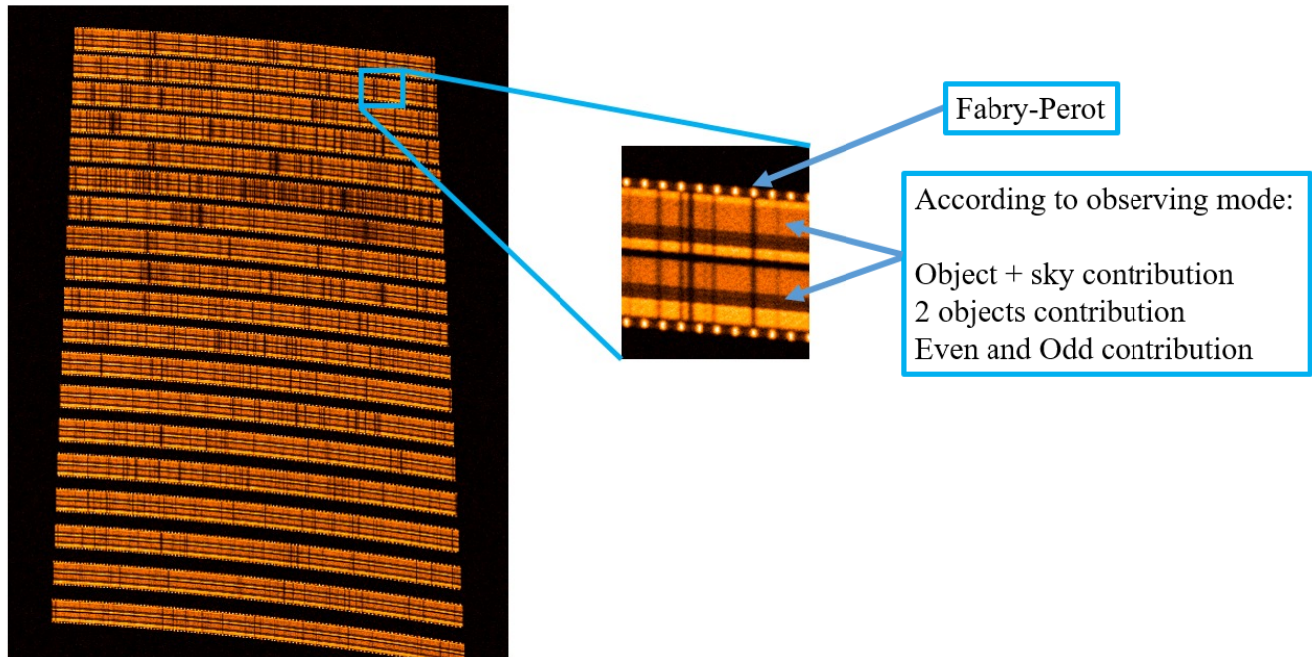 Fabry-Perot
According to observing mode:
Object + sky contribution
2 objects contribution
Even and Odd contribution